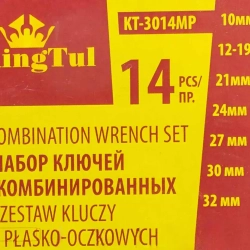 ingTul
KT-3014MP
14 PCS/
ПР.
10мм
12-19
21мм
24мм
27 мм
30 мм
32 мм
OMBINATION WRENCH SET
НАБОР КЛЮЧЕЙ
КОМБИНИРОВАННЫХ
ZESTAW KLUCZY
PŁASKO-OCZKOWYCH